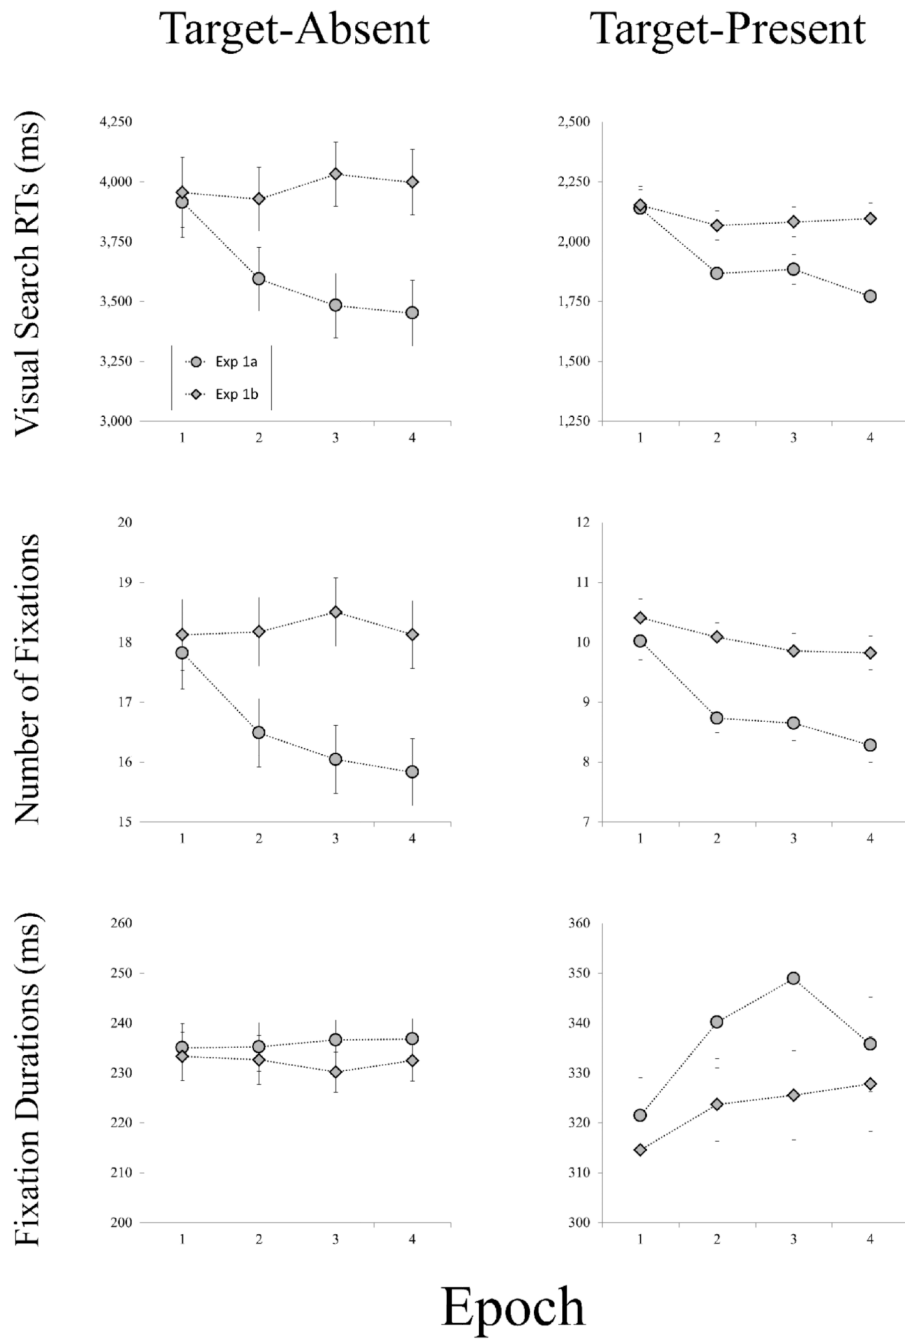 Target-Absent Target-Present
Visual Search RTs (ms)
4,250
4,000
3,750
3,500
3,250
3,000
Exp 1a
Exp 1b
1 2 3 4
2,500
2,250
2,000
1,750
1,500
1,250
1 2 3 4
Number of Fixations
20
19
18
17
16
15
1 2 3 4
12
11
10
9
8
7
1 2 3 4
Fixation Durations (ms)
260
250
240
230
220
210
200
1 2 3 4
360
350
340
330
320
310
300
1 2 3 4
Epoch